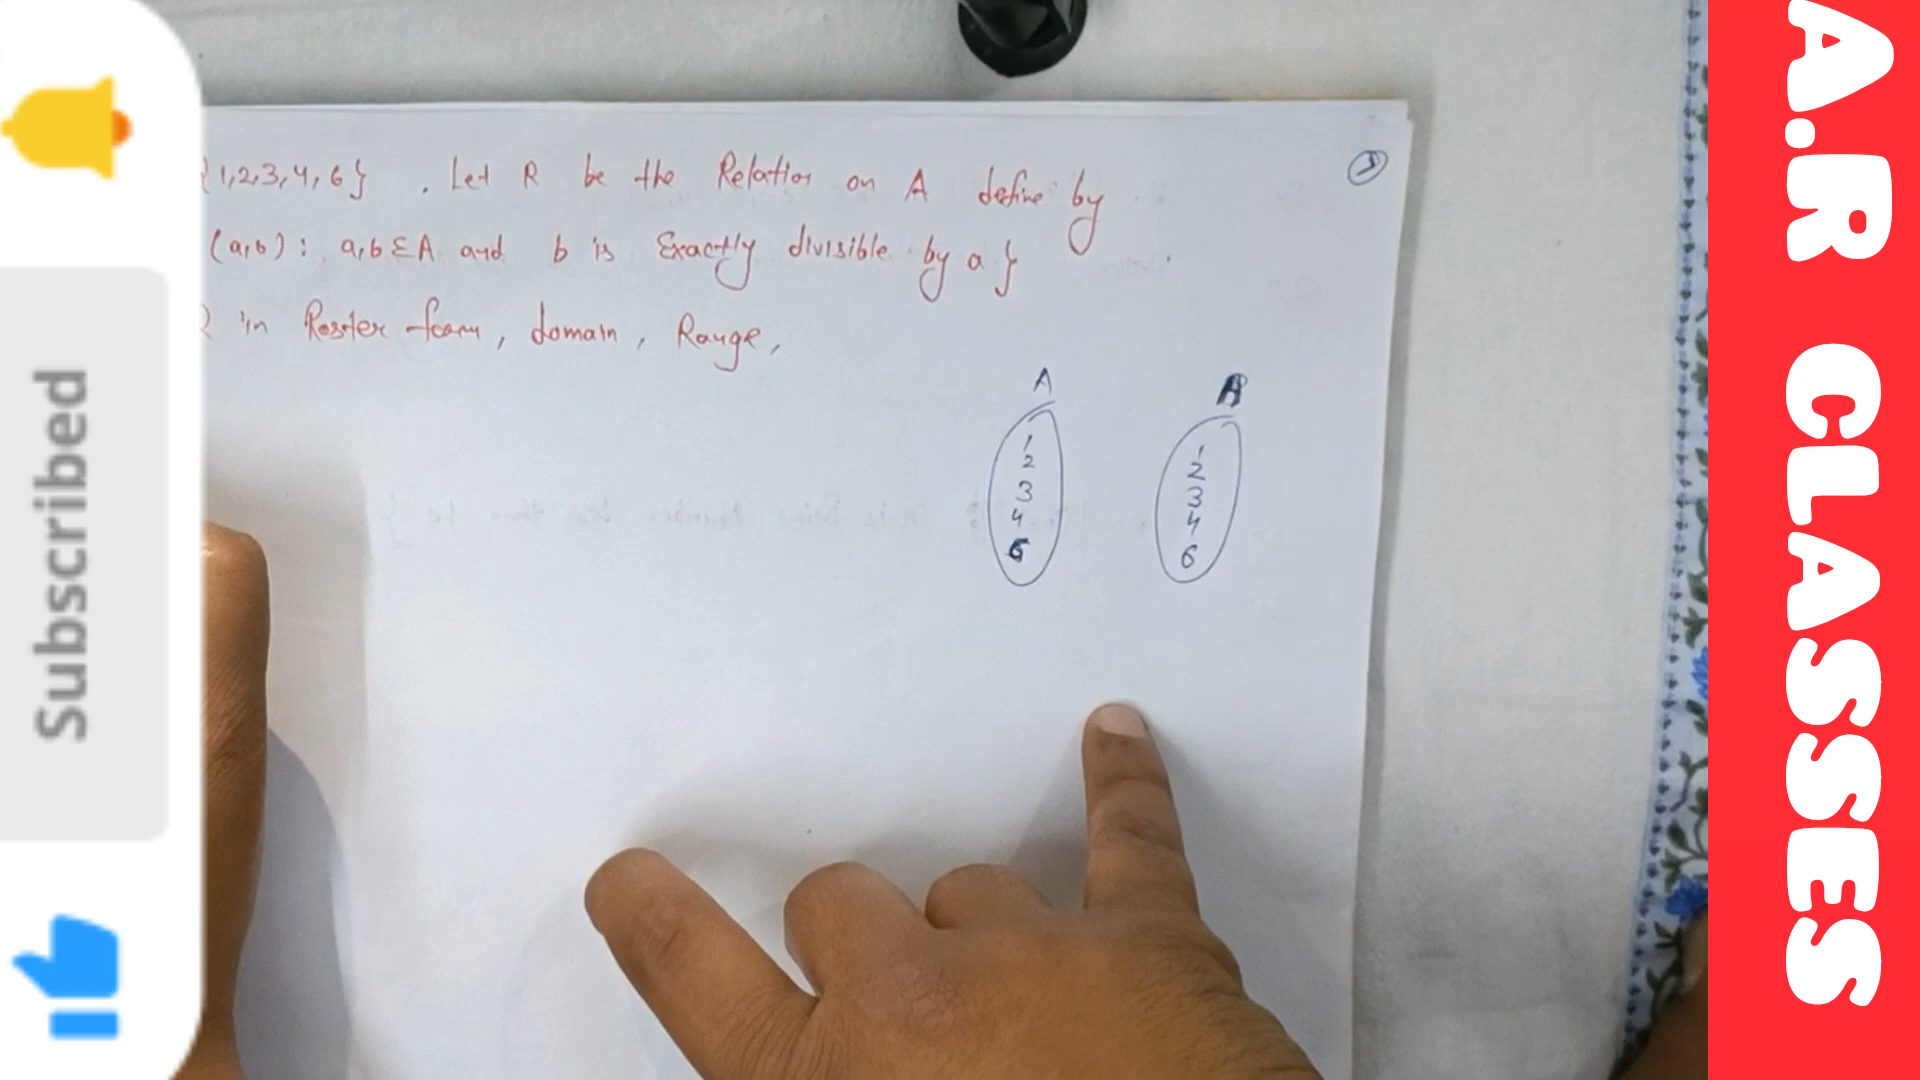 {1,2,3,4,6} . Let R be the Relation on A define by
(a,b) : a,b ε A and b is Exactly divisible by a }
R in Roster form, domain, Range,
5
A
1
2
3
4
6
A
1
2
3
4
6
Subscribed
A.R CLASSES